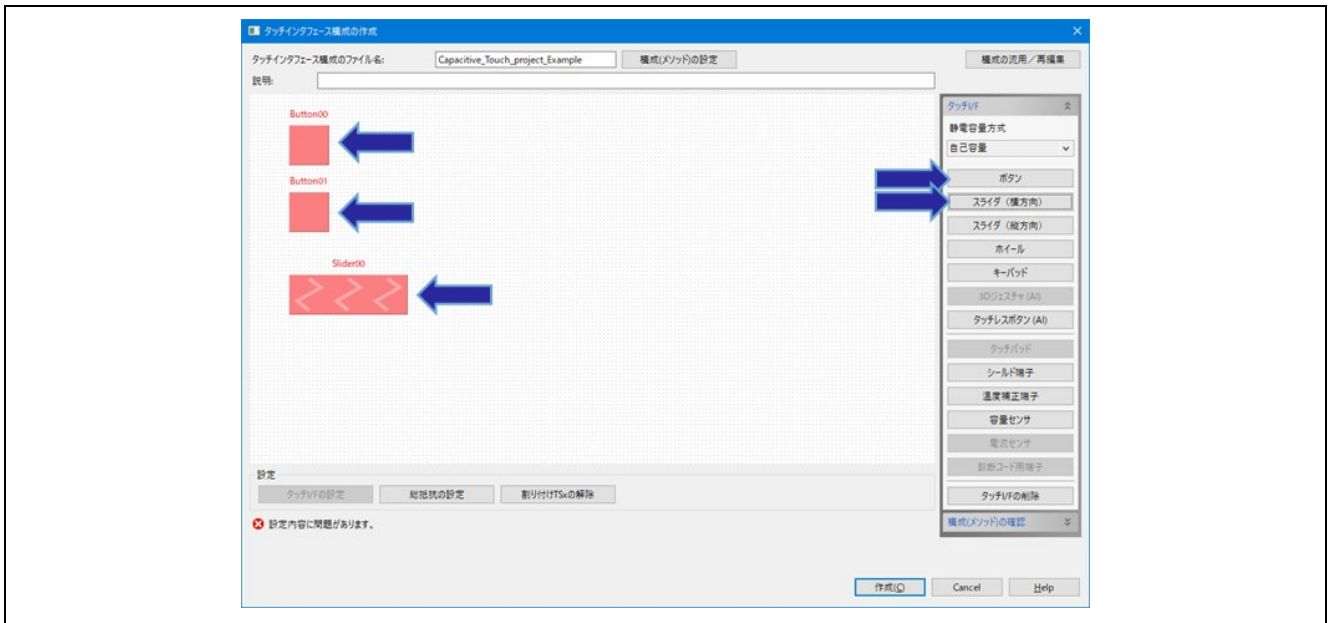 タッチインタフェース構成の作成
タッチインタフェース構成のファイル名: Capacitive_Touch_project_Example 構成(メソッド)の設定 構成の流用／再編集
説明:
Button00
Button01
Slider00
タッチI/F
静電容量方式
自己容量
ボタン
スライダ（横方向）
スライダ（縦方向）
ホイール
キーパッド
3Dジェスチャ(AI)
タッチレスボタン(AI)
タッチパッド
シールド端子
温度補正端子
容量センサ
電流センサ
診断コード用端子
タッチI/Fの削除
構成(メソッド)の確認
設定
タッチI/Fの設定 総抵抗の設定 割り付けTSxの解除
設定内容に問題があります。
作成(C) Cancel Help